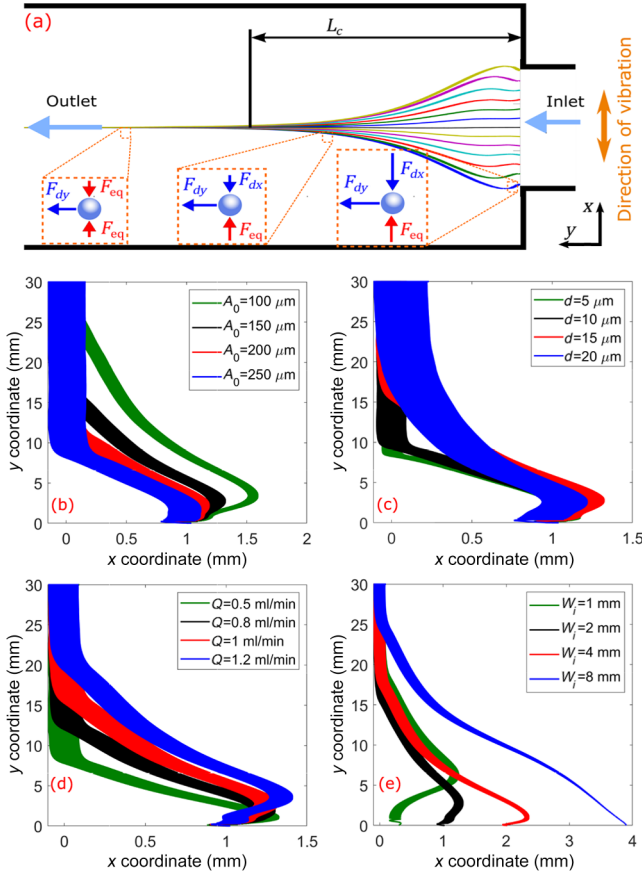 (a)
L_c
Outlet
Inlet
Direction of vibration
F_dy F_eq F_eq
F_dy F_dx F_eq
F_dy F_dx F_eq
x
y
A_0=100 μm
A_0=150 μm
A_0=200 μm
A_0=250 μm
(b)
y coordinate (mm)
30
25
20
15
10
5
0
0 0.5 1 1.5 2
x coordinate (mm)
d=5 μm
d=10 μm
d=15 μm
d=20 μm
(c)
y coordinate (mm)
30
25
20
15
10
5
0
0 0.5 1 1.5
x coordinate (mm)
Q=0.5 ml/min
Q=0.8 ml/min
Q=1 ml/min
Q=1.2 ml/min
(d)
y coordinate (mm)
30
25
20
15
10
5
0
0 0.5 1 1.5
x coordinate (mm)
W_i=1 mm
W_i=2 mm
W_i=4 mm
W_i=8 mm
(e)
y coordinate (mm)
30
25
20
15
10
5
0
0 1 2 3 4
x coordinate (mm)